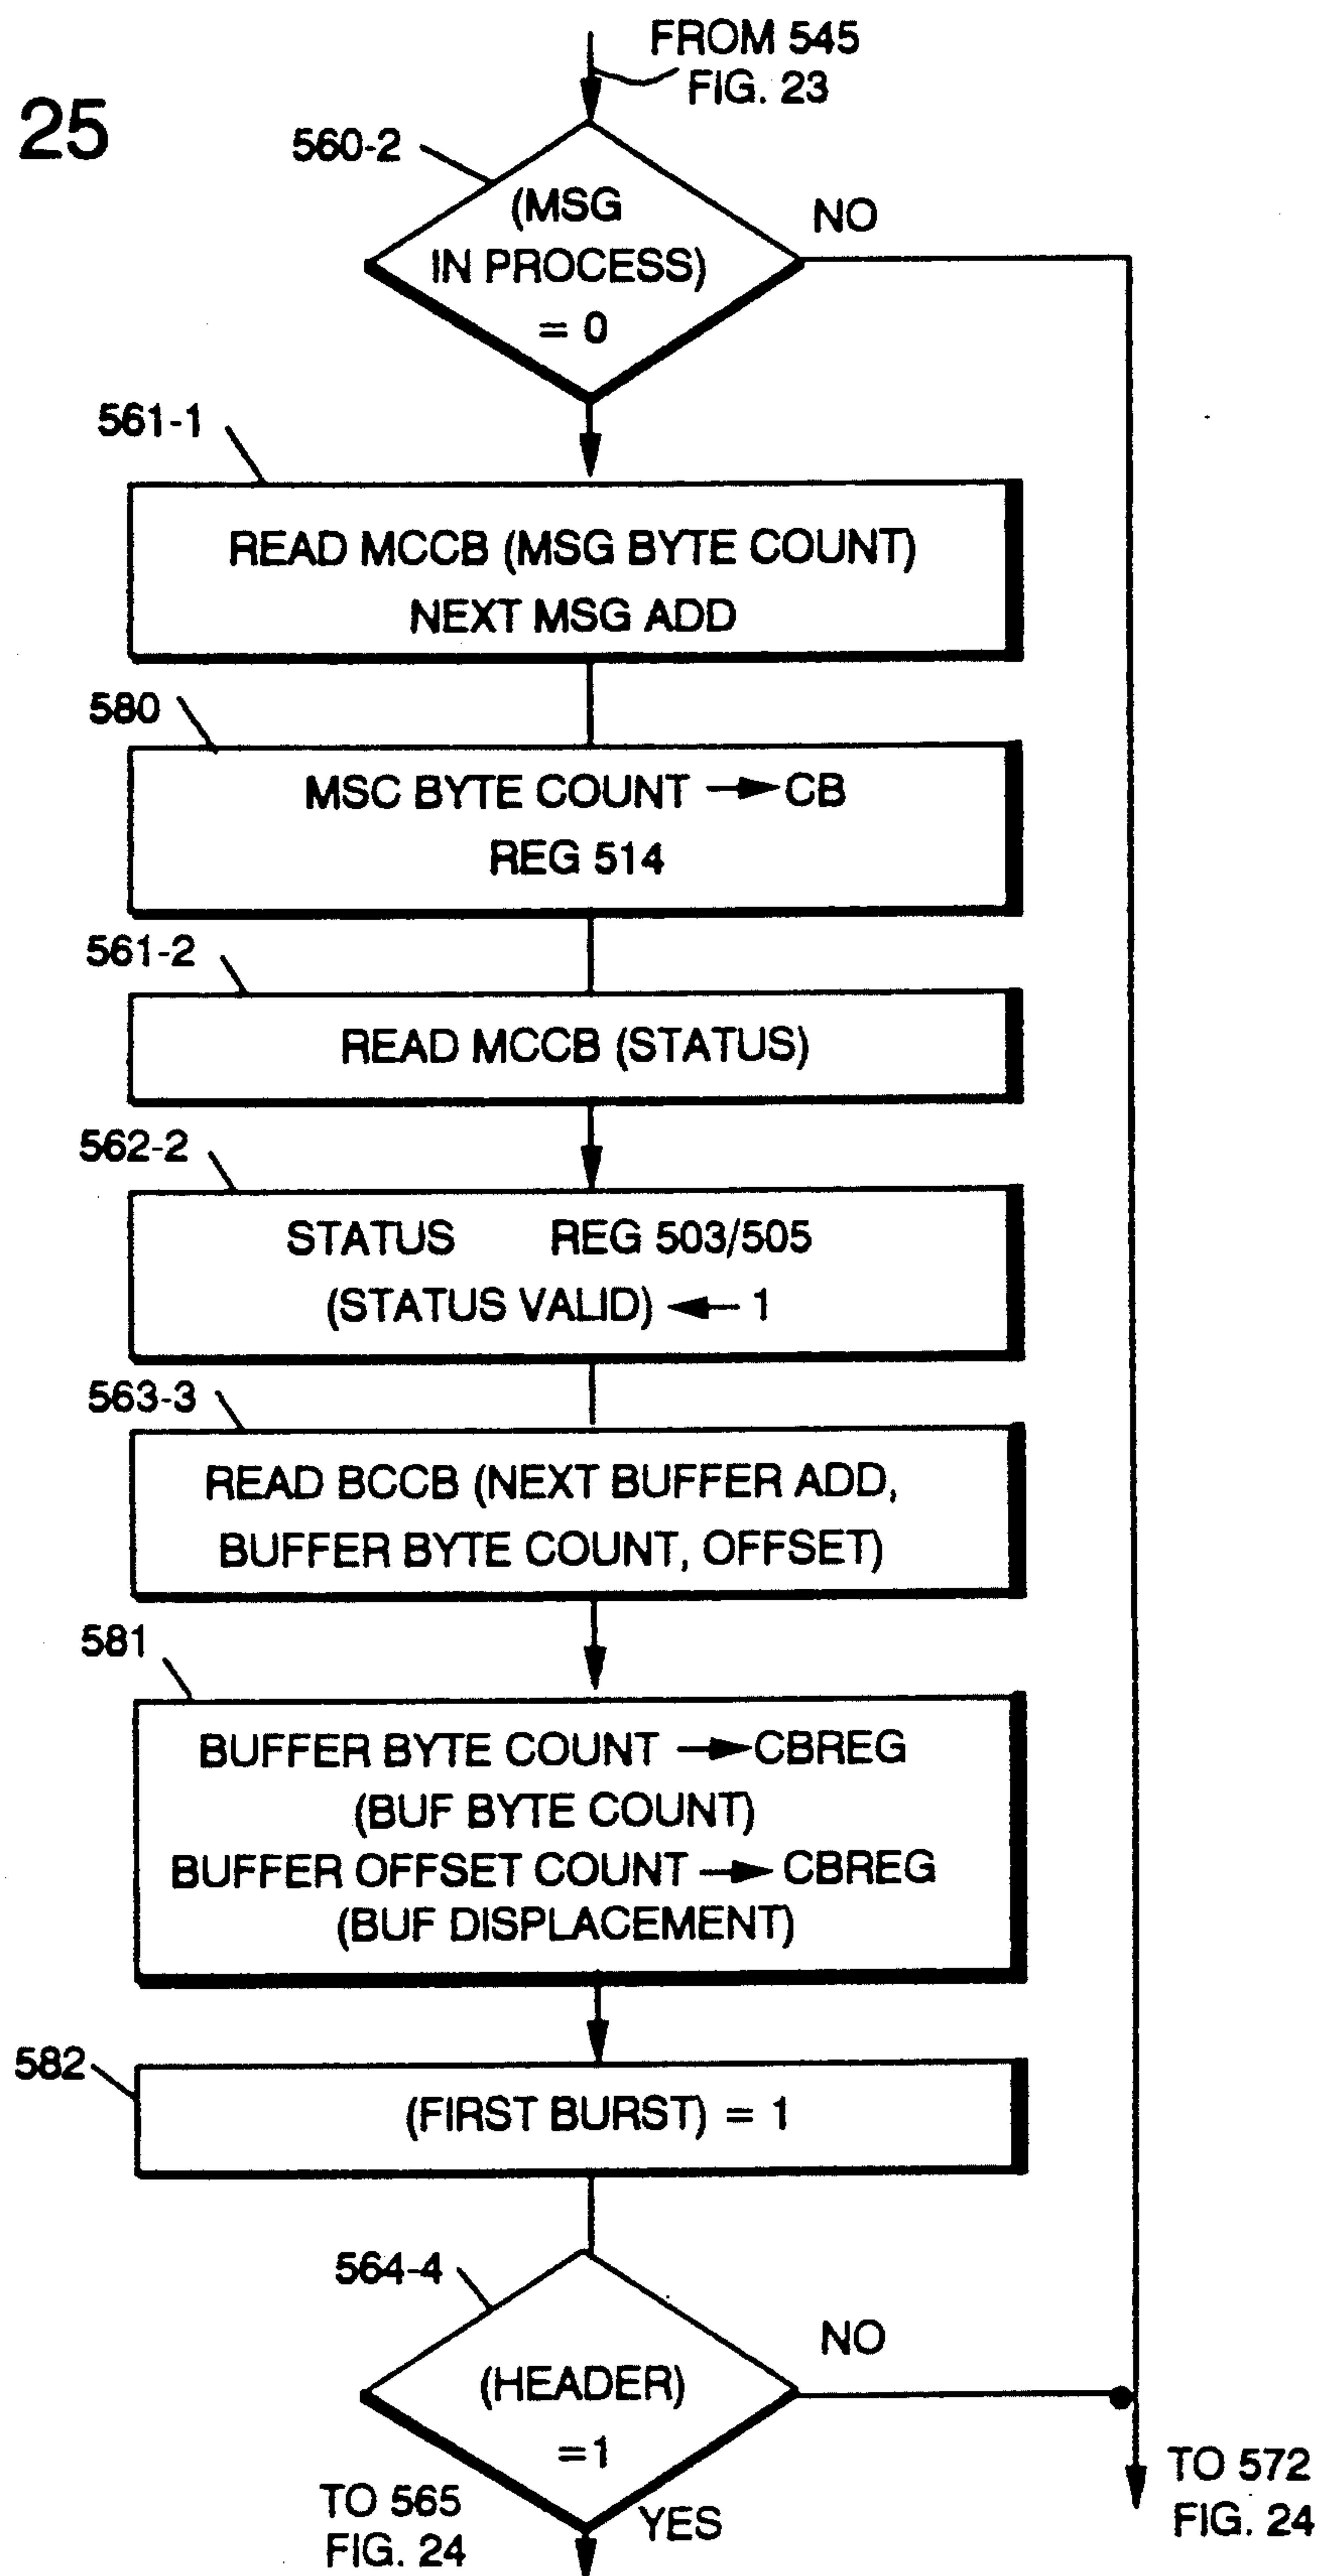 FROM 545
FIG. 23
25
560-2
(MSG
IN PROCESS)
= 0
NO
561-1
READ MCCB (MSG BYTE COUNT)
NEXT MSG ADD
580
MSC BYTE COUNT → CB
REG 514
561-2
READ MCCB (STATUS)
562-2
STATUS REG 503/505
(STATUS VALID) ← 1
563-3
READ BCCB (NEXT BUFFER ADD,
BUFFER BYTE COUNT, OFFSET)
581
BUFFER BYTE COUNT → CBREG
(BUF BYTE COUNT)
BUFFER OFFSET COUNT → CBREG
(BUF DISPLACEMENT)
582
(FIRST BURST) = 1
564-4
(HEADER)
=1
NO
TO 565
FIG. 24
YES
TO 572
FIG. 24